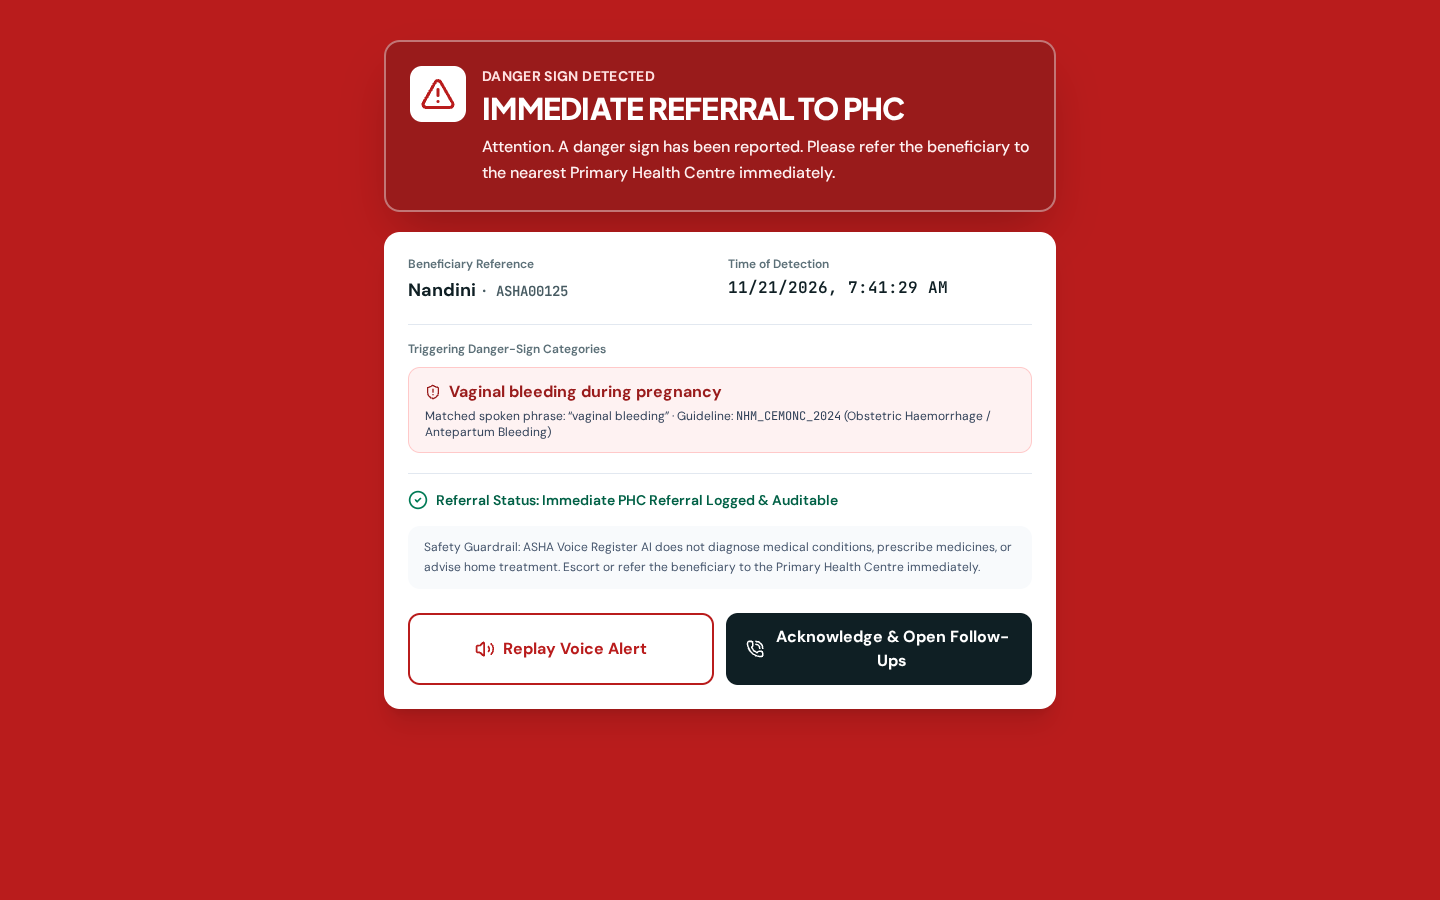 DANGER SIGN DETECTED
IMMEDIATE REFERRAL TO PHC
Attention. A danger sign has been reported. Please refer the beneficiary to
the nearest Primary Health Centre immediately.
Beneficiary Reference
Nandini · ASHA00125
Time of Detection
11/21/2026, 7:41:29 AM
Triggering Danger-Sign Categories
Vaginal bleeding during pregnancy
Matched spoken phrase: “vaginal bleeding” · Guideline: NHM_CEMONC_2024 (Obstetric Haemorrhage /
Antepartum Bleeding)
Referral Status: Immediate PHC Referral Logged & Auditable
Safety Guardrail: ASHA Voice Register AI does not diagnose medical conditions, prescribe medicines, or
advise home treatment. Escort or refer the beneficiary to the Primary Health Centre immediately.
Replay Voice Alert
Acknowledge & Open Follow-
Ups